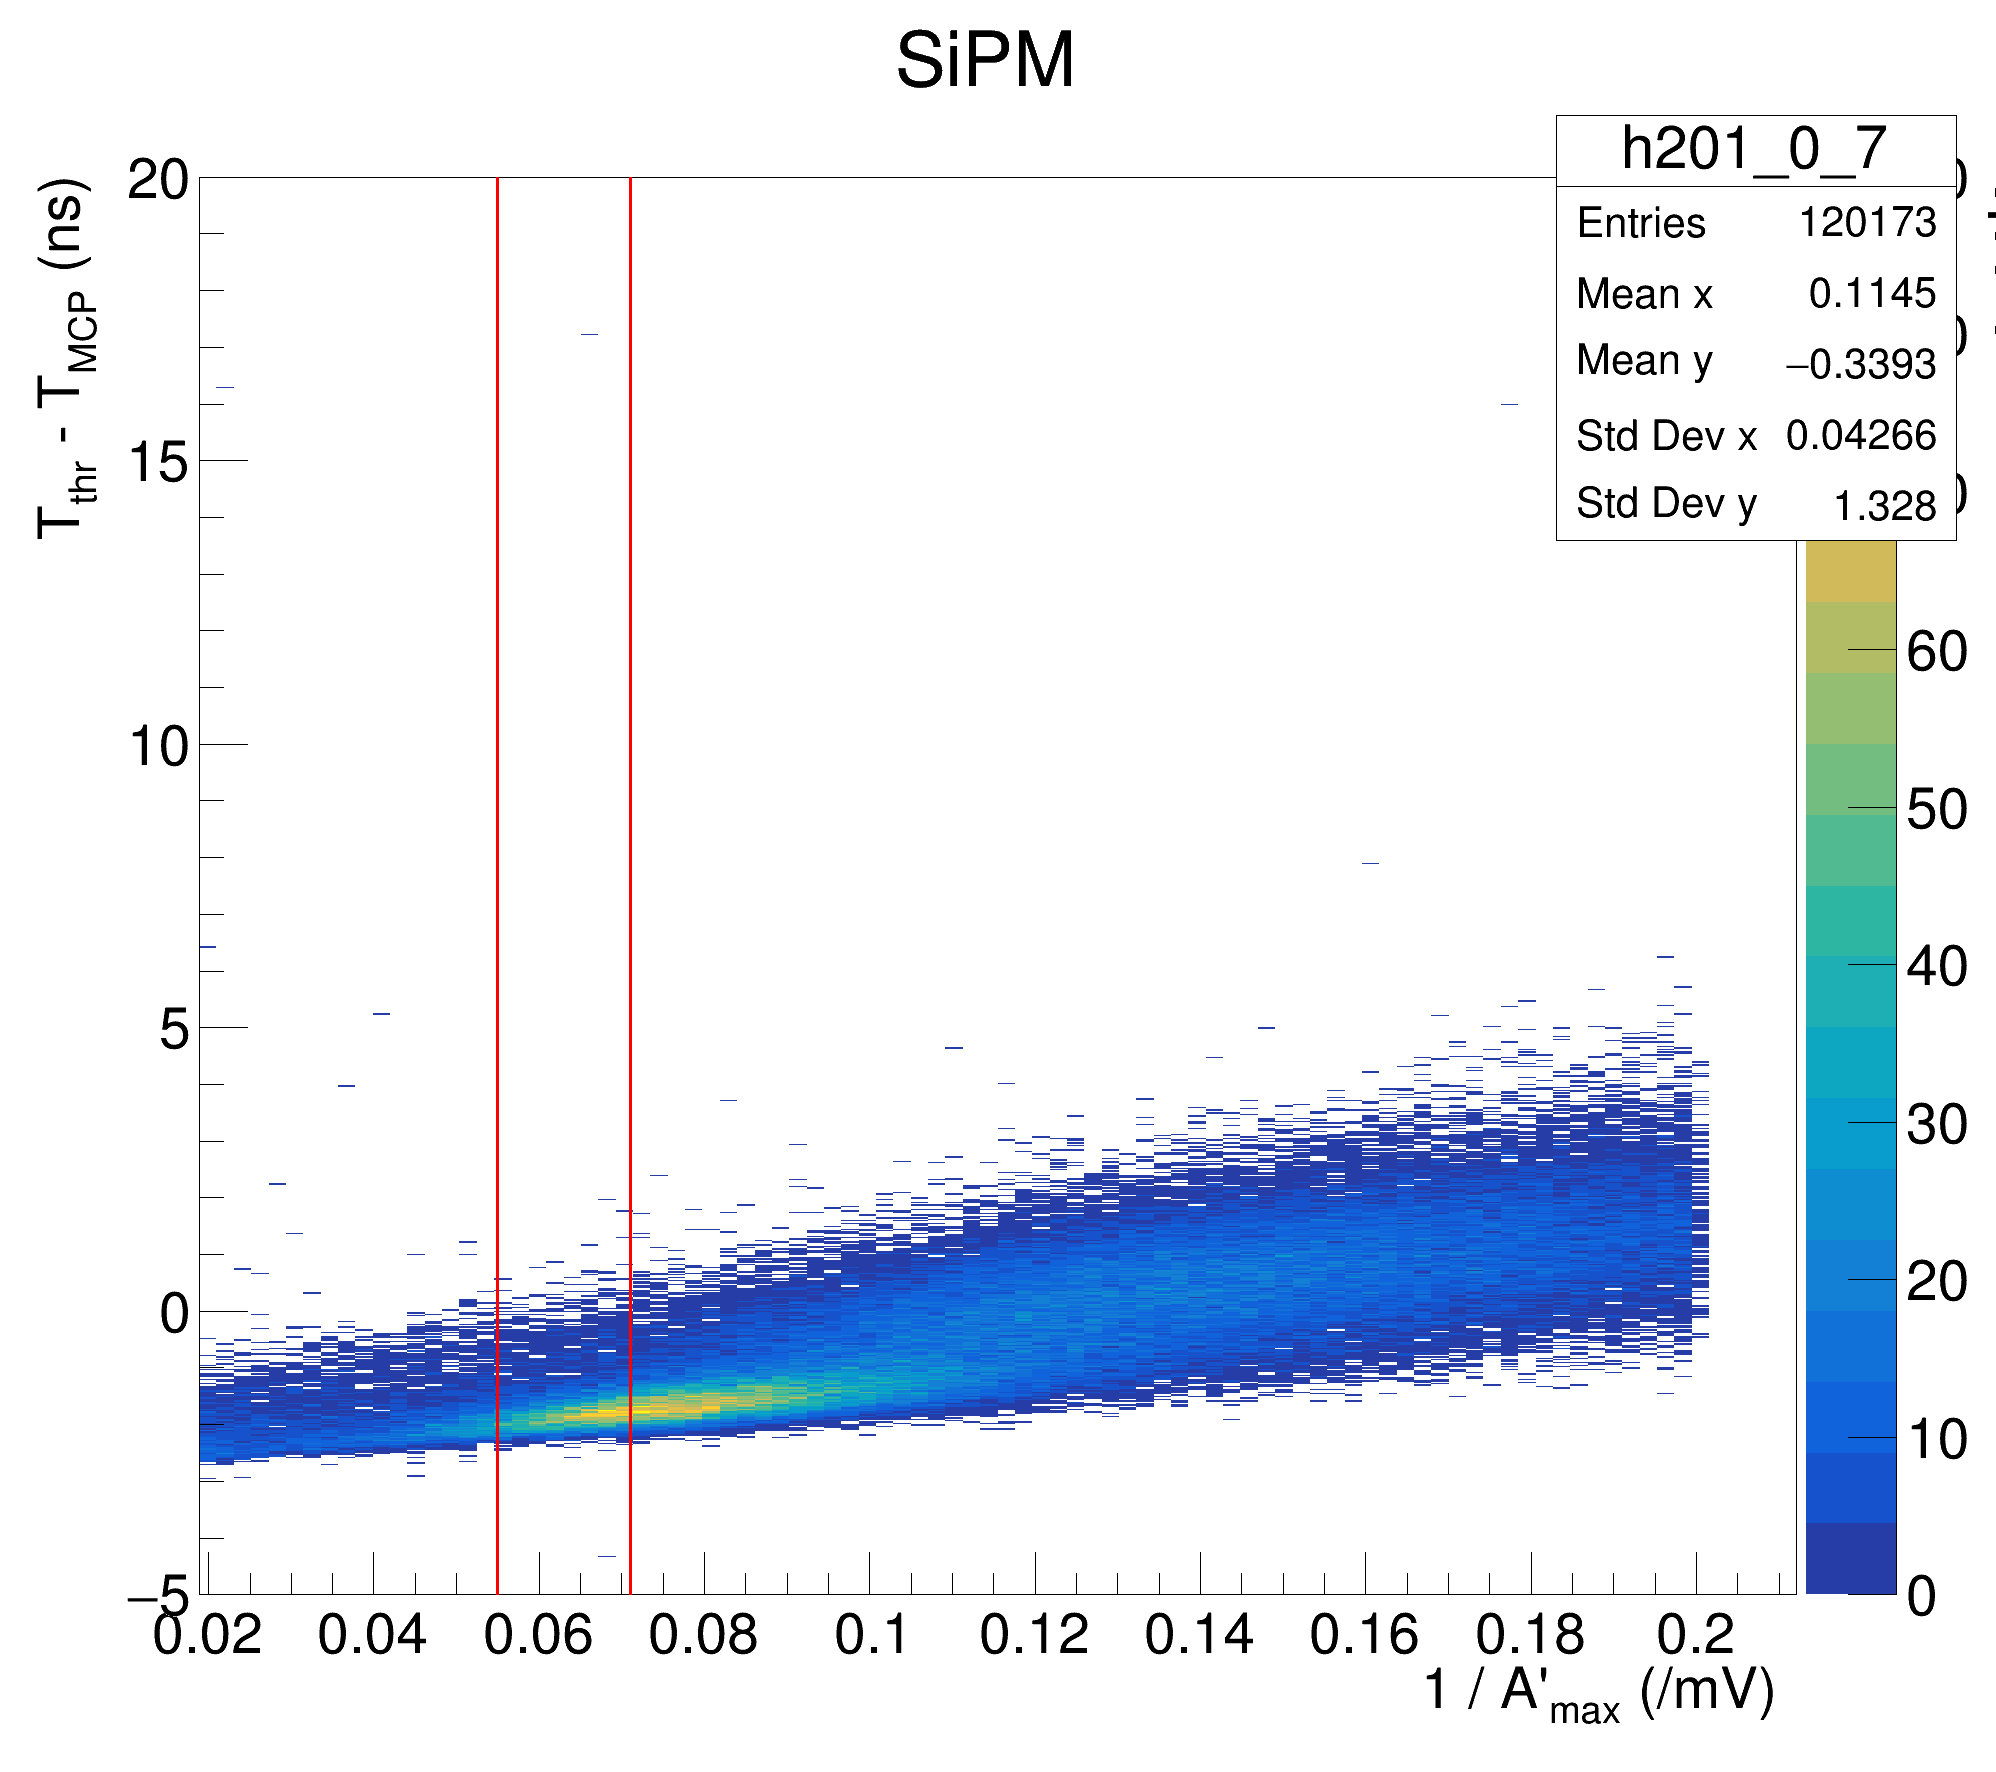 SiPM
h201_0_7
Entries 120173
Mean x 0.1145
Mean y −0.3393
Std Dev x 0.04266
Std Dev y 1.328
T_thr - T_MCP (ns)
20
15
10
5
0
−5
0.02 0.04 0.06 0.08 0.1 0.12 0.14 0.16 0.18 0.2
1 / A'_max (/mV)
60
50
40
30
20
10
0